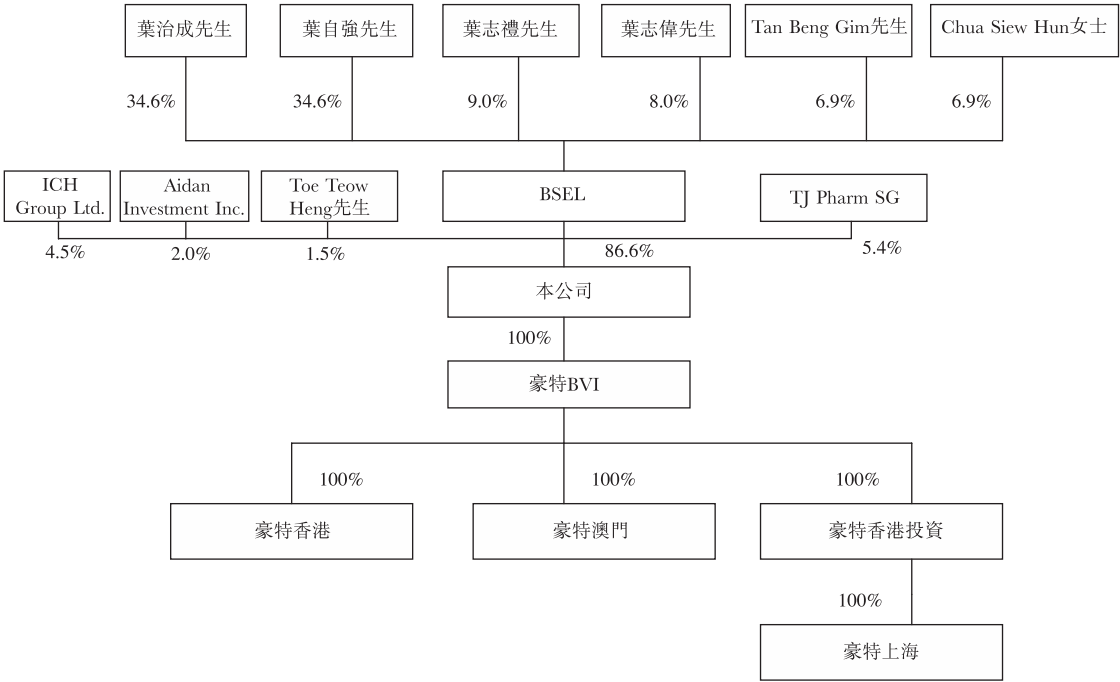 葉治成先生
葉自強先生
葉志禮先生
葉志偉先生
Tan Beng Gim先生
Chua Siew Hun女士
34.6%
34.6%
9.0%
8.0%
6.9%
6.9%
ICH
Group Ltd.
Aidan
Investment Inc.
Toe Teow
Heng先生
BSEL
TJ Pharm SG
4.5%
2.0%
1.5%
86.6%
5.4%
本公司
100%
豪特BVI
100%
100%
100%
豪特香港
豪特澳門
豪特香港投資
100%
豪特上海